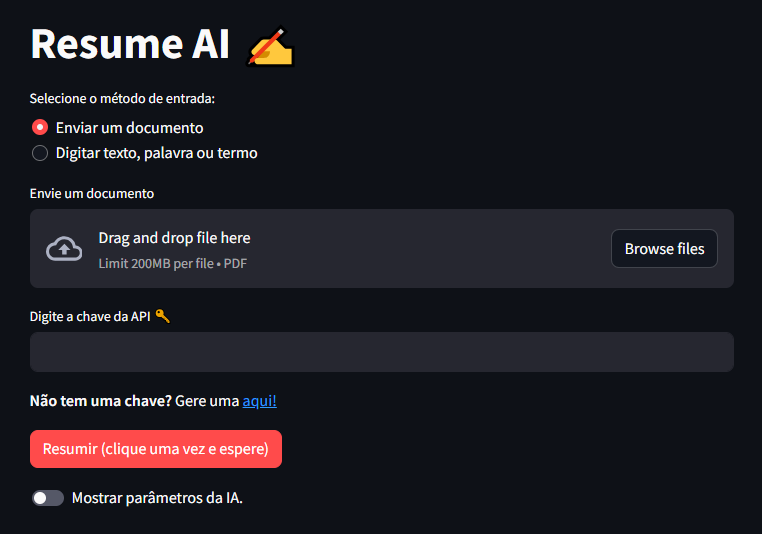 Resume AI ✍️
Selecione o método de entrada:
Enviar um documento
Digitar texto, palavra ou termo
Envie um documento
Drag and drop file here
Limit 200MB per file • PDF
Browse files
Digite a chave da API 🔑
Não tem uma chave? Gere uma aqui!
Resumir (clique uma vez e espere)
Mostrar parâmetros da IA.